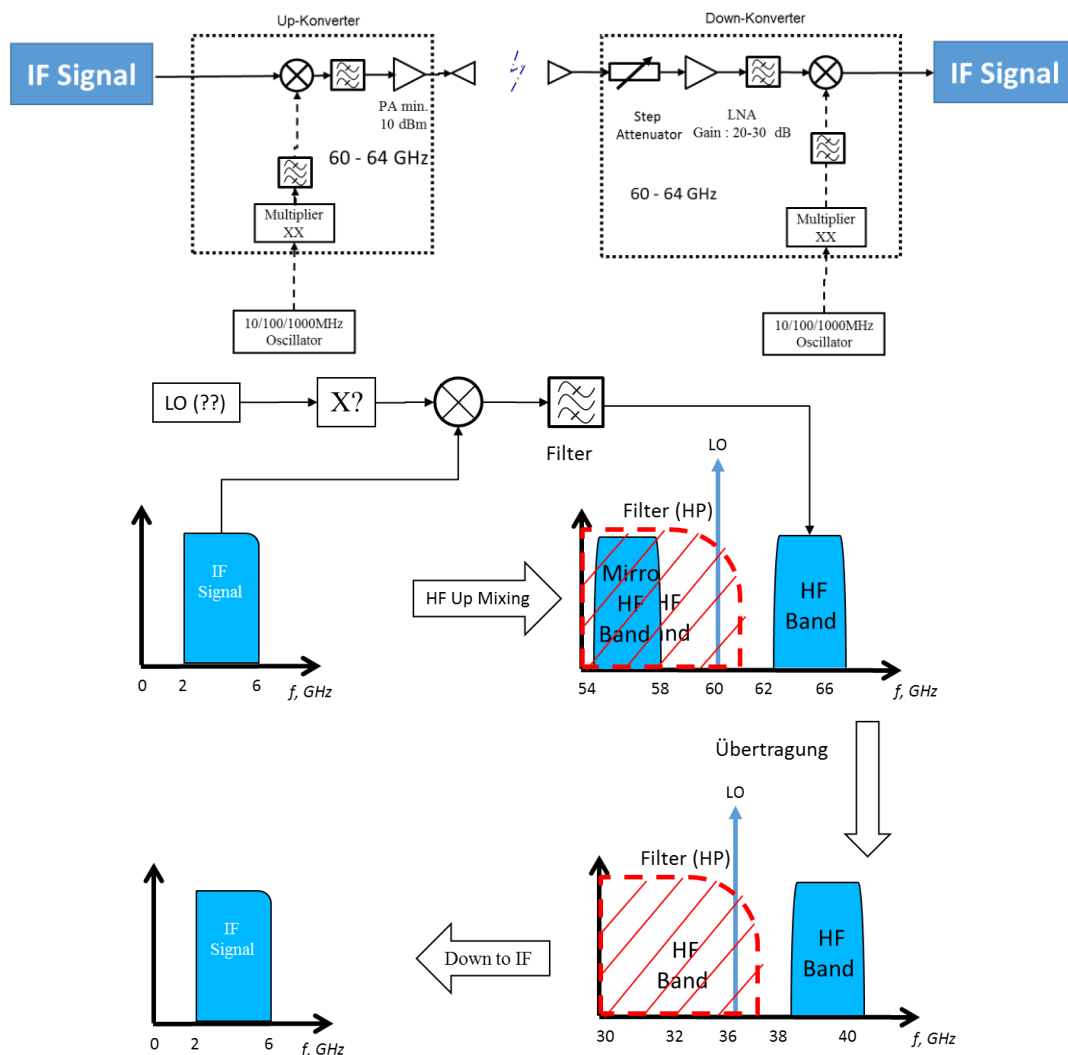 Up-Konverter
Down-Konverter
IF Signal
IF Signal
PA min.
10 dBm
60 - 64 GHz
Multiplier
XX
10/100/1000MHz
Oscillator
Step
Attenuator
LNA
Gain : 20-30 dB
60 - 64 GHz
Multiplier
XX
10/100/1000MHz
Oscillator
LO (??)
X?
Filter
IF
Signal
0
2
6
f, GHz
HF Up Mixing
LO
Filter (HP)
Mirro
HF
Band
HF
HF
Band
54
58
60
62
66
f, GHz
Übertragung
LO
Filter (HP)
HF
Band
HF
Band
30
32
36
38
40
f, GHz
Down to IF
IF
Signal
0
2
6
f, GHz